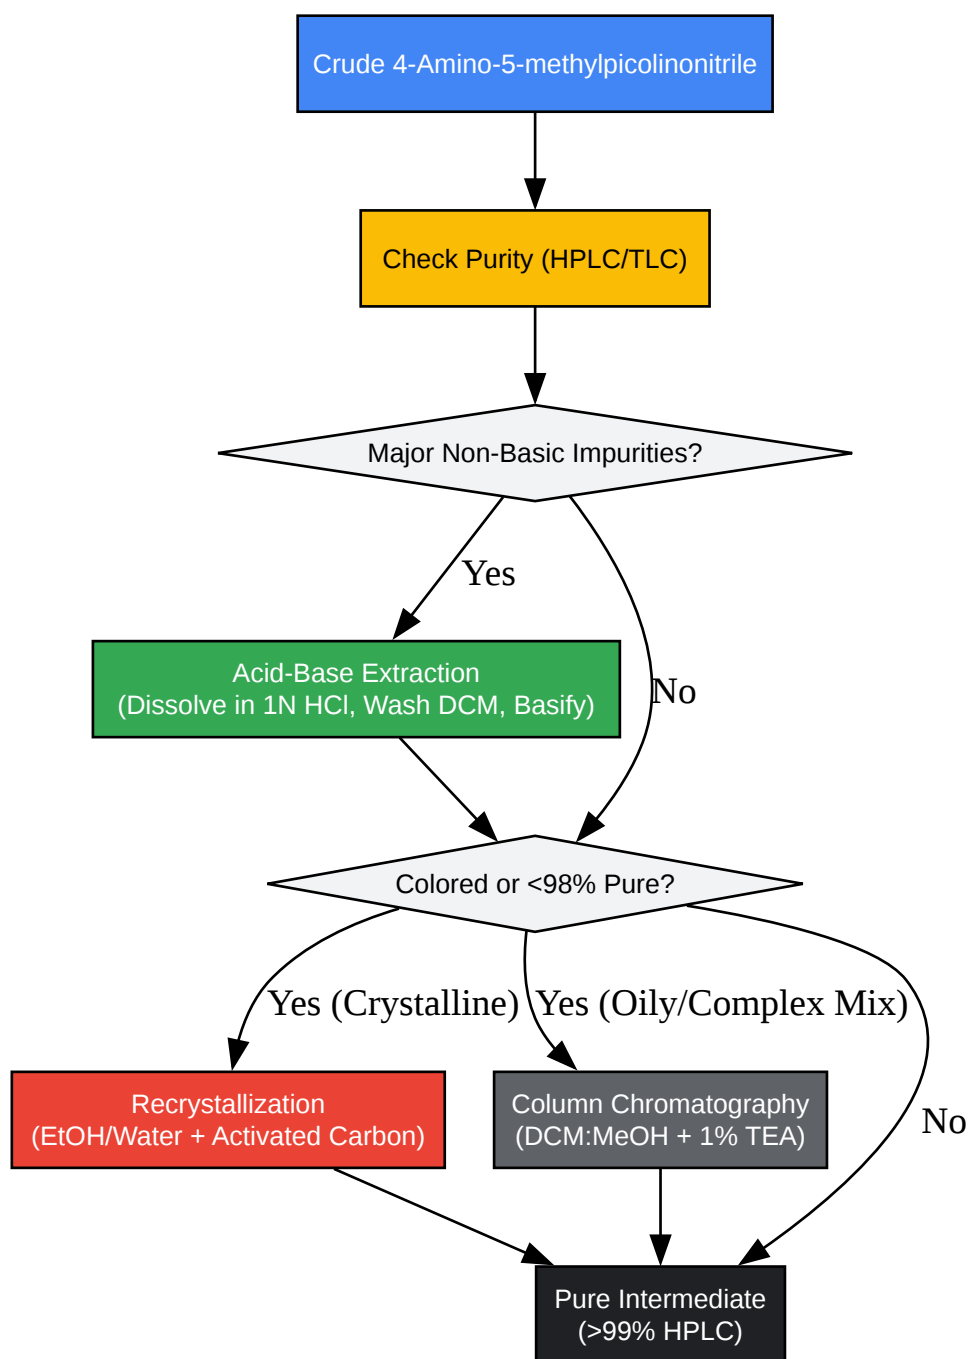 Crude 4-Amino-5-methylpicolinonitrile
Check Purity (HPLC/TLC)
Major Non-Basic Impurities?
Yes
Acid-Base Extraction
(Dissolve in 1N HCl, Wash DCM, Basify)
No
Colored or <98% Pure?
Yes (Crystalline)
Yes (Oily/Complex Mix)
Recrystallization
(EtOH/Water + Activated Carbon)
Column Chromatography
(DCM:MeOH + 1% TEA)
No
Pure Intermediate
(>99% HPLC)